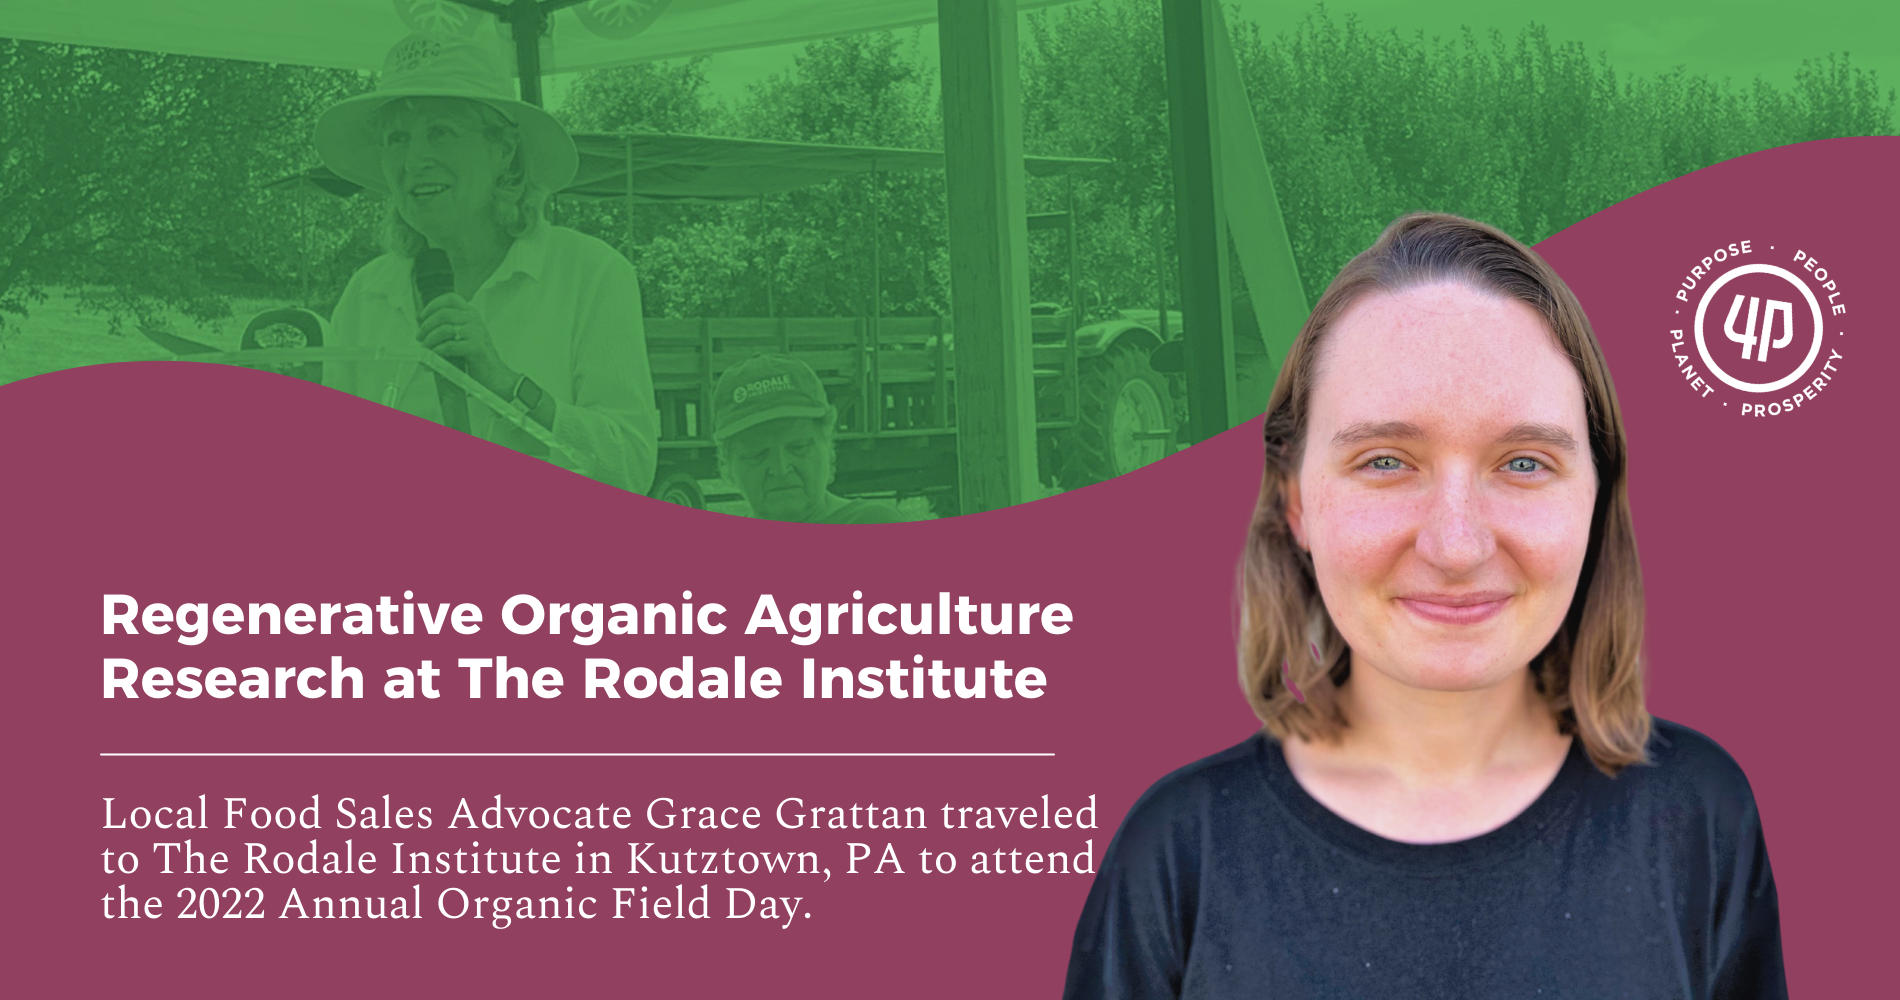 RODALE
INSTITUTE
PURPOSE · PEOPLE · PROSPERITY · PLANET ·
4P
Regenerative Organic Agriculture
Research at The Rodale Institute
Local Food Sales Advocate Grace Grattan traveled
to The Rodale Institute in Kutztown, PA to attend
the 2022 Annual Organic Field Day.